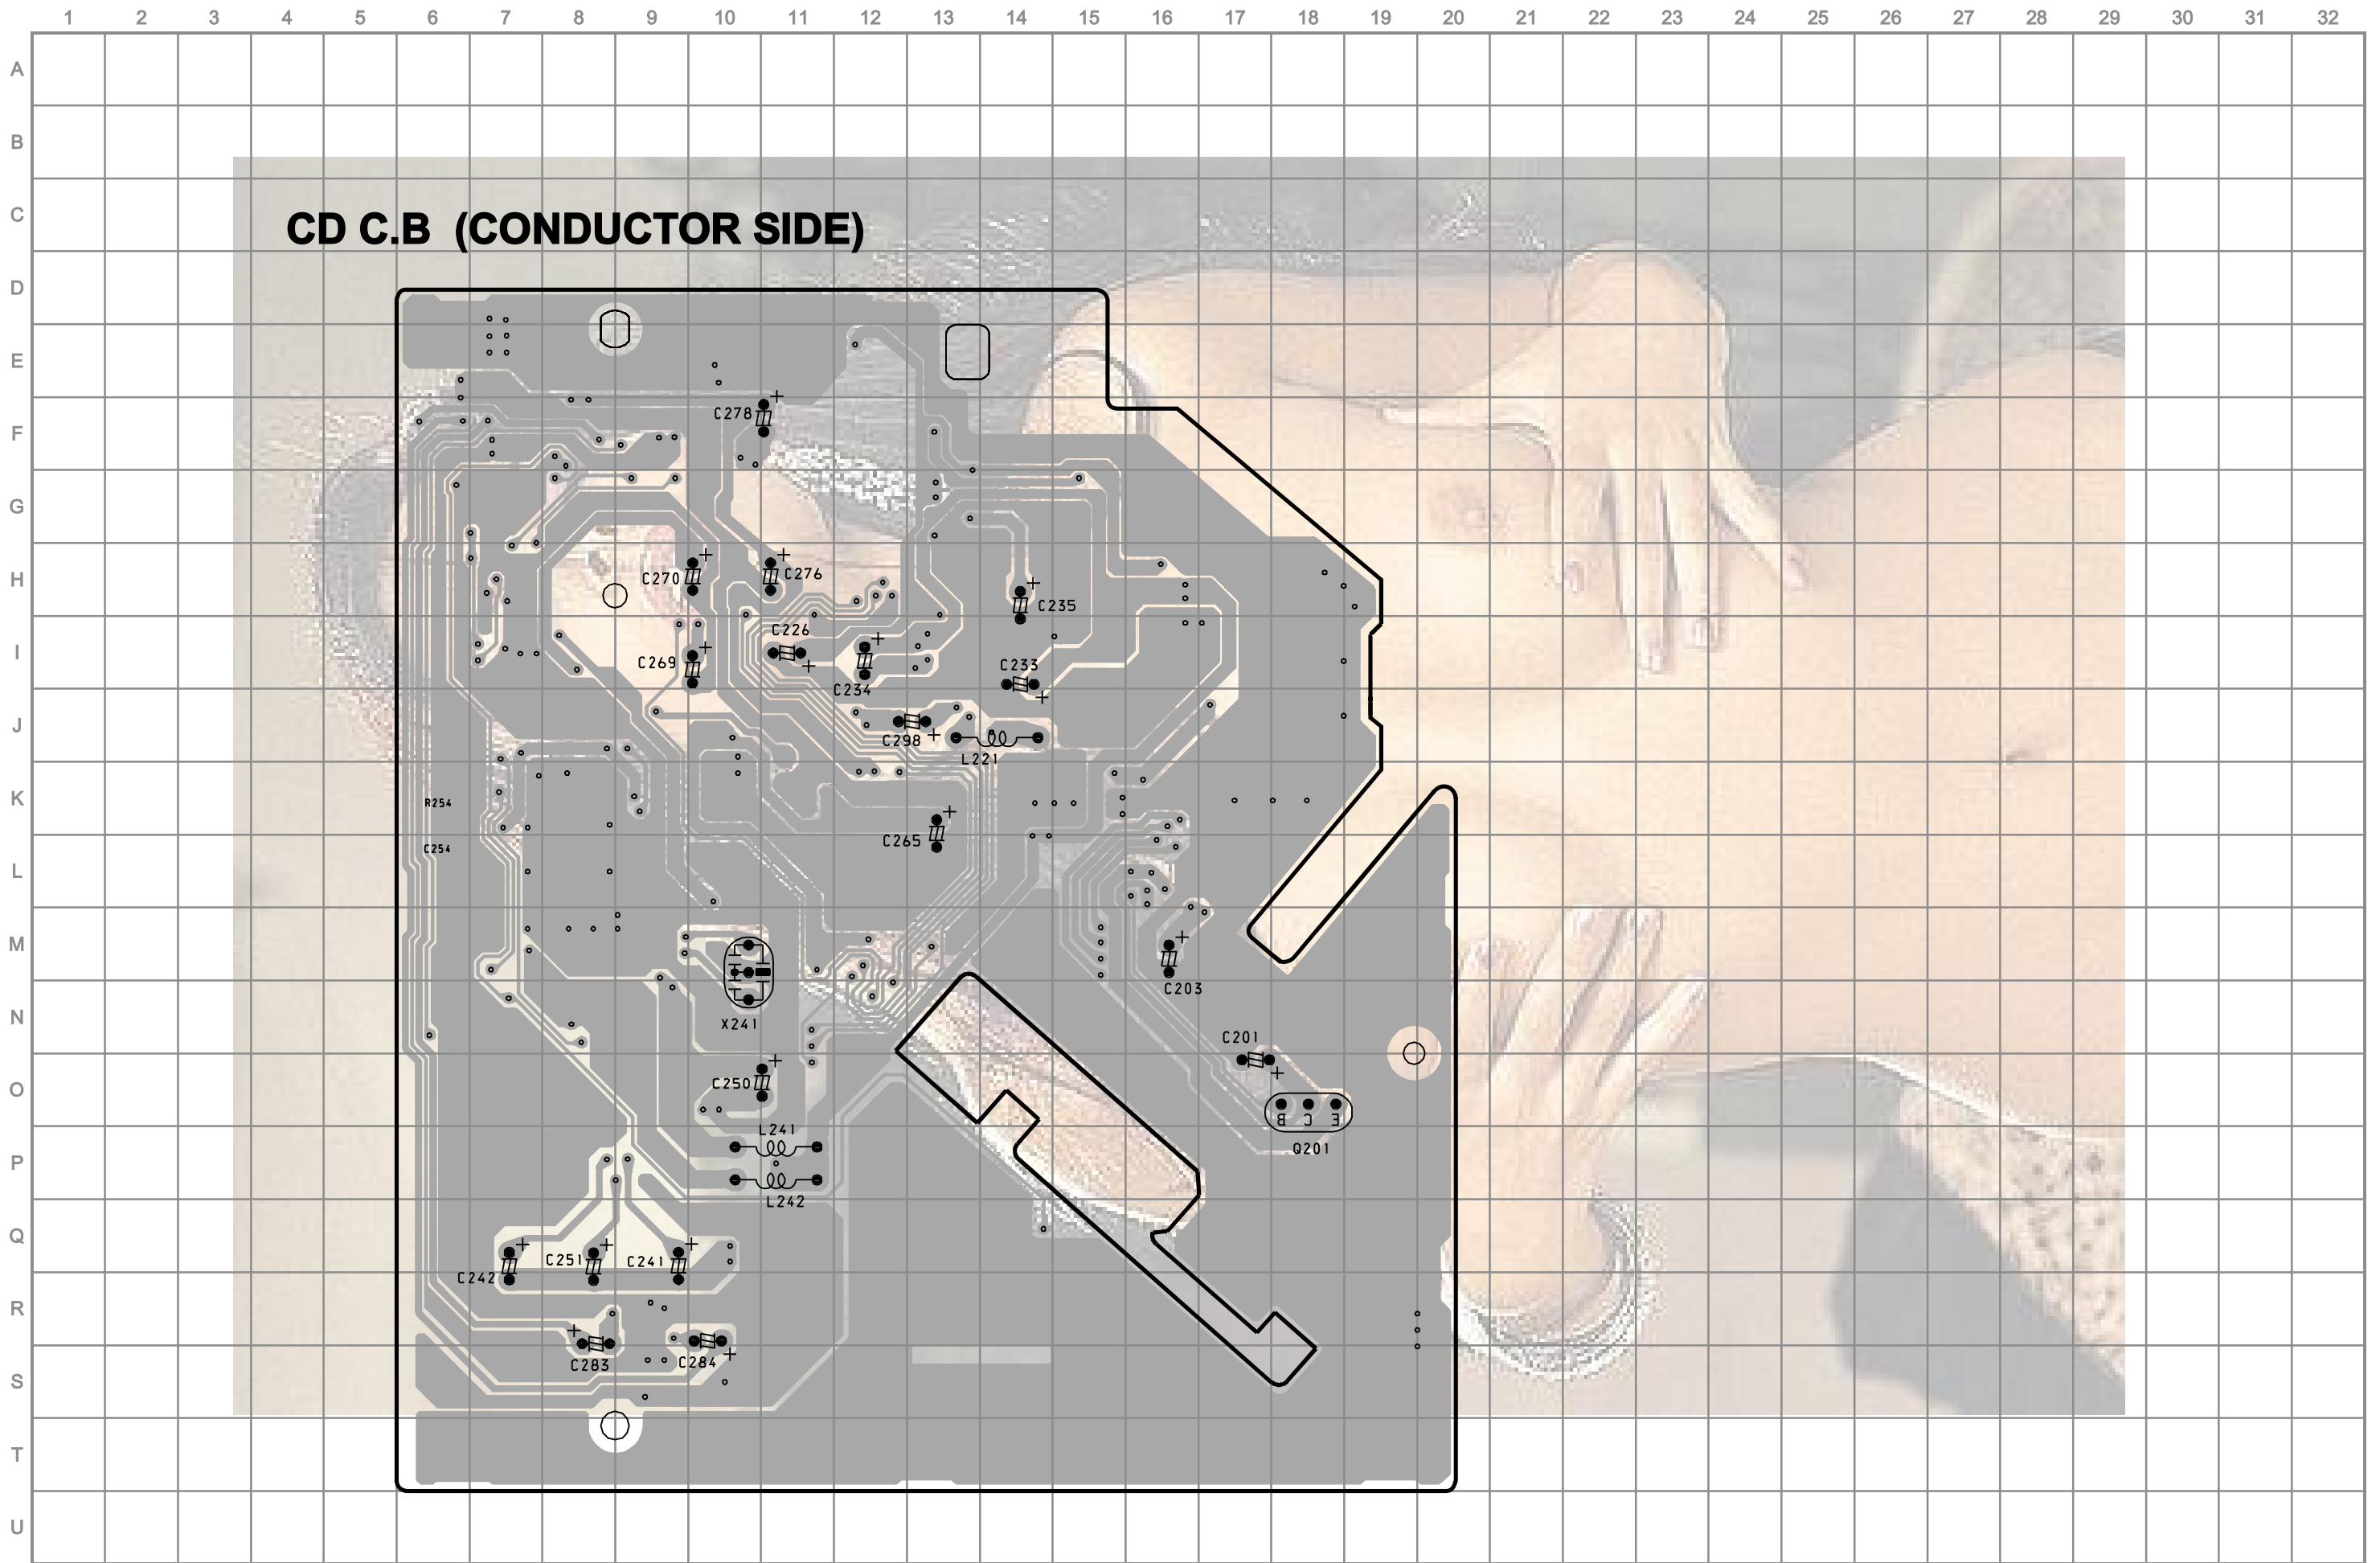 1 2 3 4 5 6 7 8 9 10 11 12 13 14 15 16 17 18 19 20 21 22 23 24 25 26 27 28 29 30 31 32
A
B
C
CD C.B (CONDUCTOR SIDE)
D
E
C278 +
F
G
+ +
H
C270 C276
+
C235
C226
I
+ +
C269 + C233
C234
+
J
C298 +
L221
K
R254
+
C265
C254
L
M
+
C203
N
X241
C201
+
+
O
C250
B C E
L241
P
Q201
L242
Q
+ + +
C242 C251 C241
R
+
C283 C284 +
S
T
U